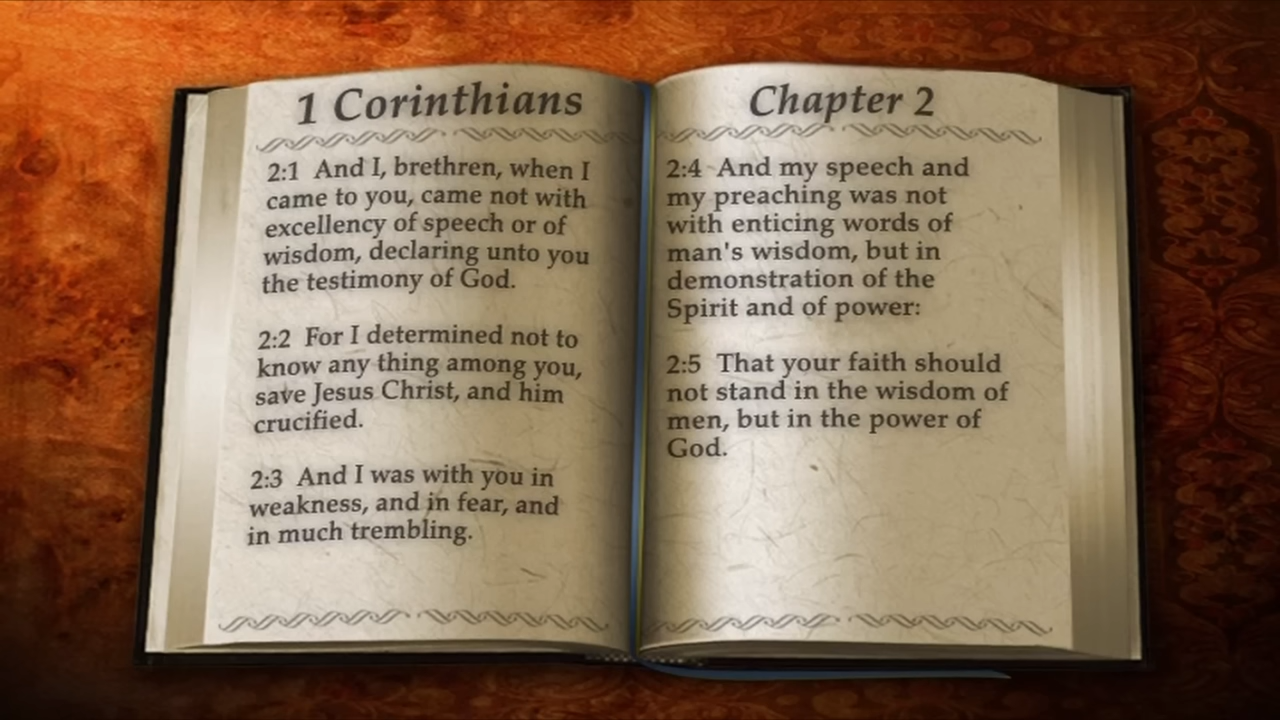 1 Corinthians
2:1 And I, brethren, when I
came to you, came not with
excellency of speech or of
wisdom, declaring unto you
the testimony of God.
2:2 For I determined not to
know any thing among you,
save Jesus Christ, and him
crucified.
2:3 And I was with you in
weakness, and in fear, and
in much trembling.
Chapter 2
2:4 And my speech and
my preaching was not
with enticing words of
man's wisdom, but in
demonstration of the
Spirit and of power:
2:5 That your faith should
not stand in the wisdom of
men, but in the power of
God.